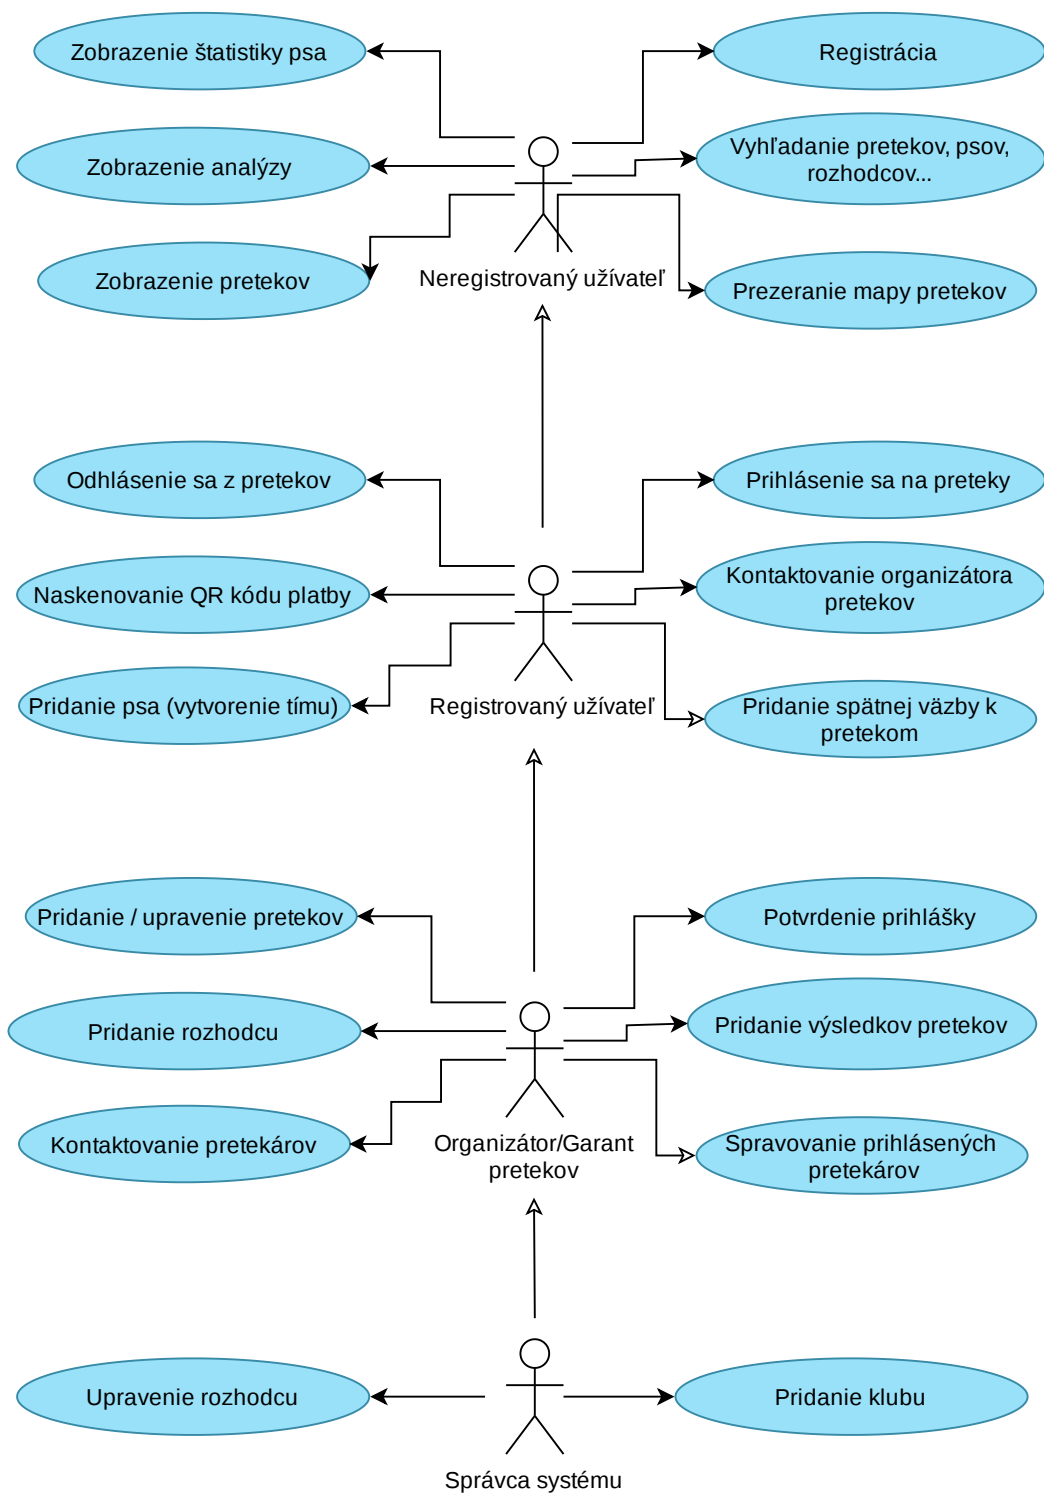 Zobrazenie štatistiky psa
Registrácia
Zobrazenie analýzy
Vyhľadanie pretekov, psov,
rozhodcov...
Zobrazenie pretekov
Neregistrovaný užívateľ
Prezeranie mapy pretekov
Odhlásenie sa z pretekov
Prihlásenie sa na preteky
Naskenovanie QR kódu platby
Kontaktovanie organizátora
pretekov
Pridanie psa (vytvorenie tímu)
Registrovaný užívateľ
Pridanie spätnej väzby k
pretekom
Pridanie / upravenie pretekov
Potvrdenie prihlášky
Pridanie rozhodcu
Pridanie výsledkov pretekov
Kontaktovanie pretekárov
Organizátor/Garant
pretekov
Spravovanie prihlásených
pretekárov
Upravenie rozhodcu
Pridanie klubu
Správca systému